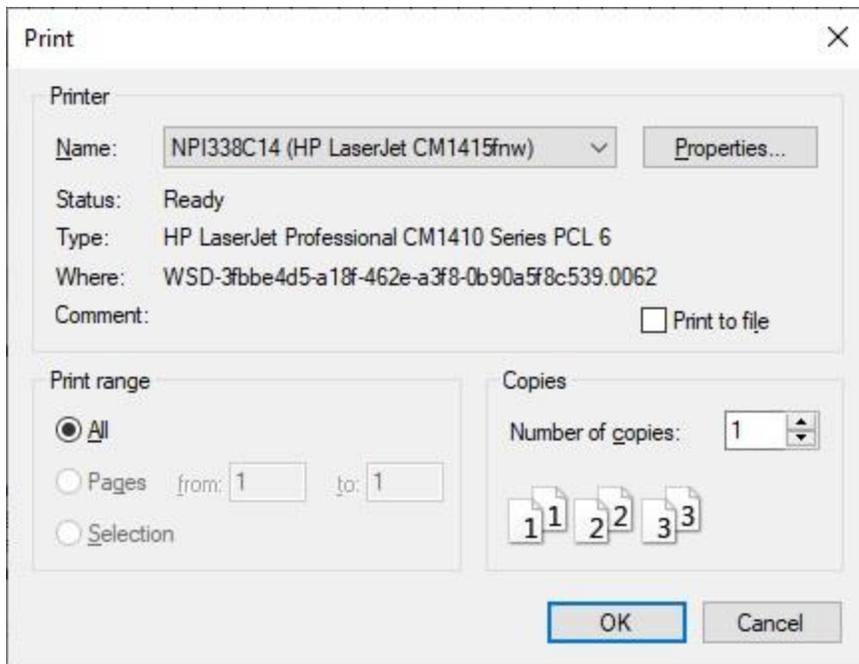 Print
Printer
Name: NPI338C14 (HP LaserJet CM1415fnw) Properties...
Status: Ready
Type: HP LaserJet Professional CM1410 Series PCL 6
Where: WSD-3fbbe4d5-a18f-462e-a3f8-0b90a5f8c539.0062
Comment: Print to file
Print range
All
Pages from: 1 to: 1
Selection
Copies
Number of copies: 1
1 1 2 2 3 3
OK Cancel